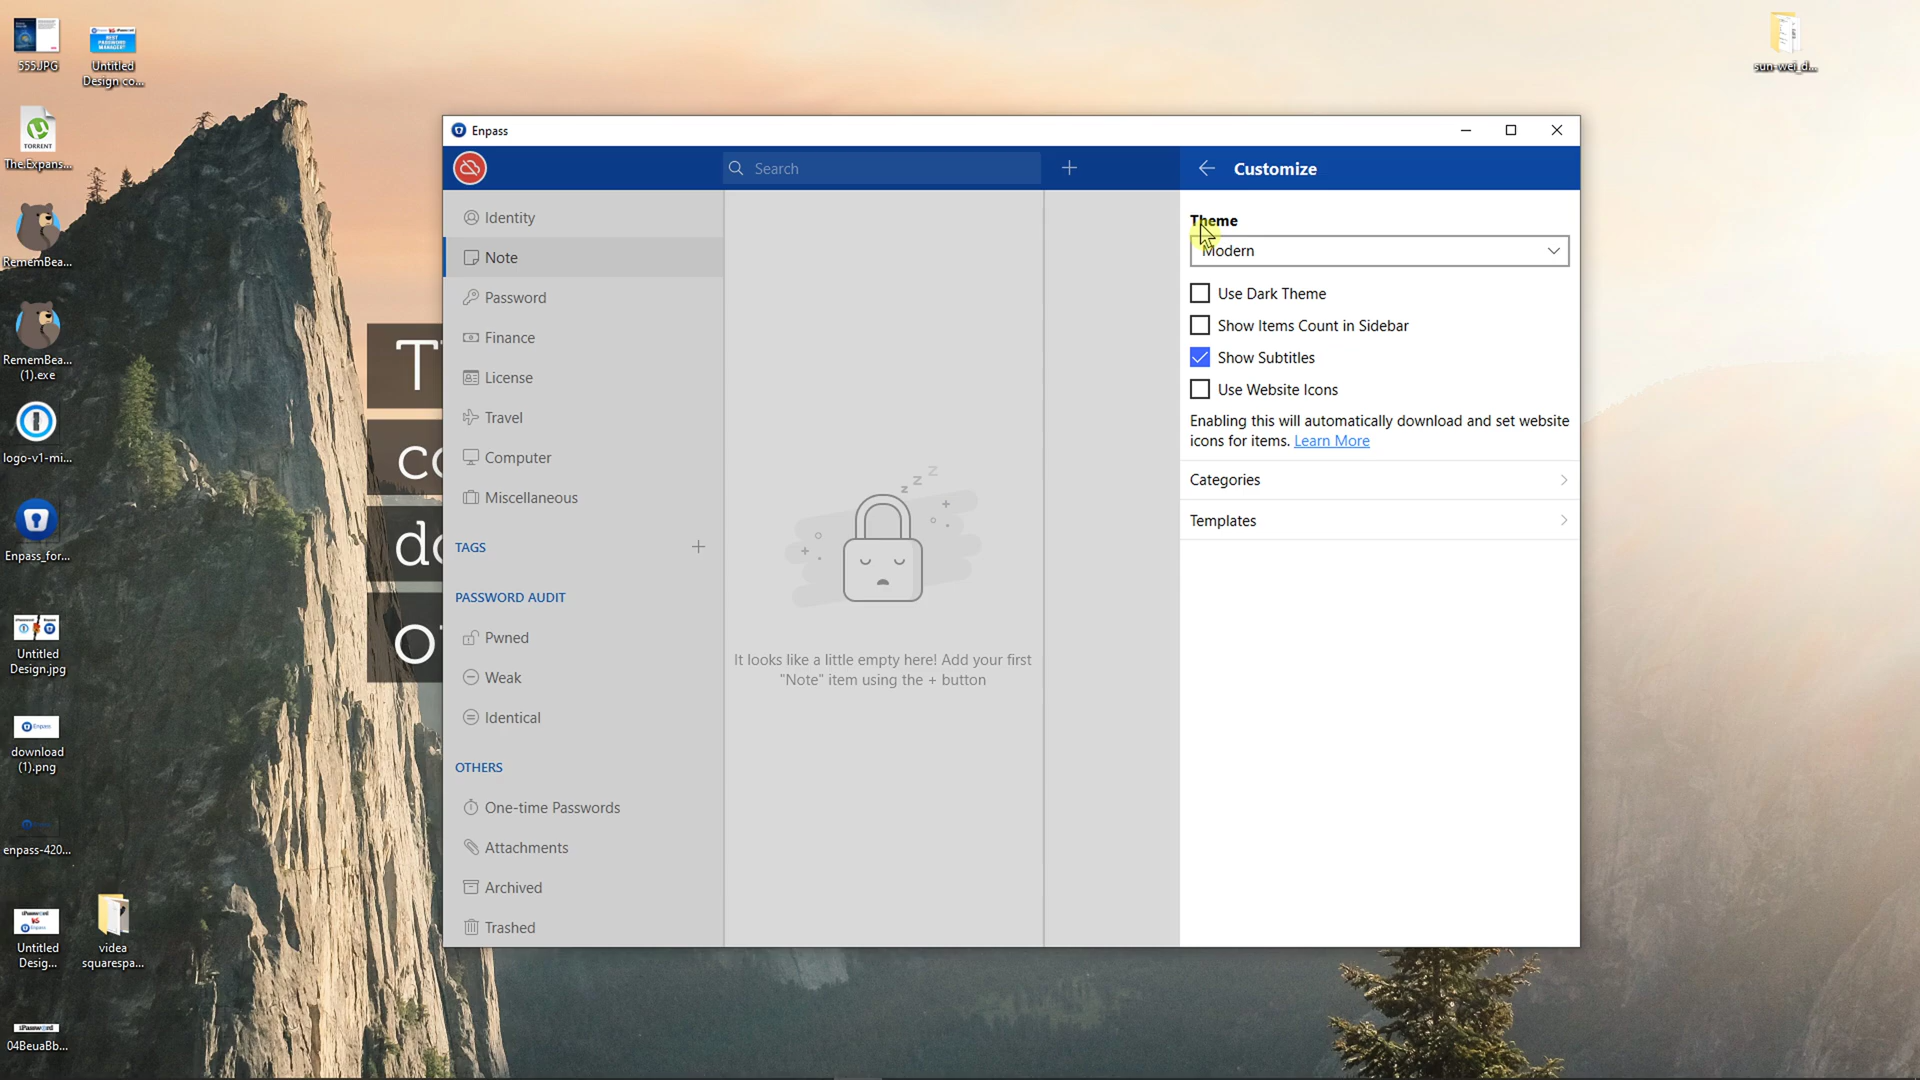 555.JPG
Untitled
Design co...
TORRENT
The.Expans...
RememBea...
RememBea...
(1).exe
logo-v1-mi...
Enpass_for...
Untitled
Design.jpg
download
(1).png
enpass-420...
Untitled
Desig...
videa
squarespa...
04BeuaBb...
sun-wei_d...
Enpass
Search
Customize
Identity
Note
Password
Finance
License
Travel
Computer
Miscellaneous
TAGS
PASSWORD AUDIT
Pwned
Weak
Identical
OTHERS
One-time Passwords
Attachments
Archived
Trashed
z z z
It looks like a little empty here! Add your first
"Note" item using the + button
Theme
Modern
Use Dark Theme
Show Items Count in Sidebar
Show Subtitles
Use Website Icons
Enabling this will automatically download and set website
icons for items. Learn More
Categories
Templates